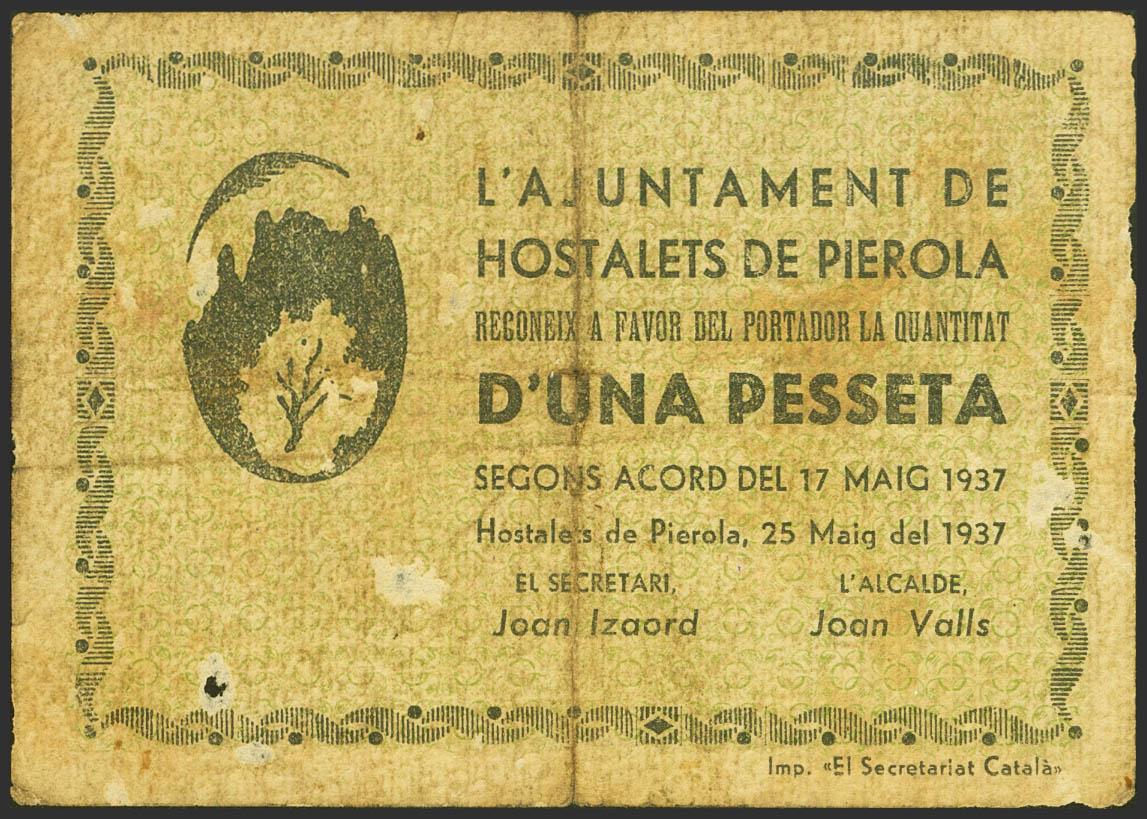 L'AJUNTAMENT DE
HOSTALETS DE PIEROLA
REGONEIX A FAVOR DEL PORTADOR LA QUANTITAT
D'UNA PESSETA
SEGONS ACORD DEL 17 MAIG 1937
Hostalets de Pierola, 25 Maig del 1937
EL SECRETARI, L'ALCALDE,
Joan Izaord Joan Valls
Imp. «El Secretariat Català»